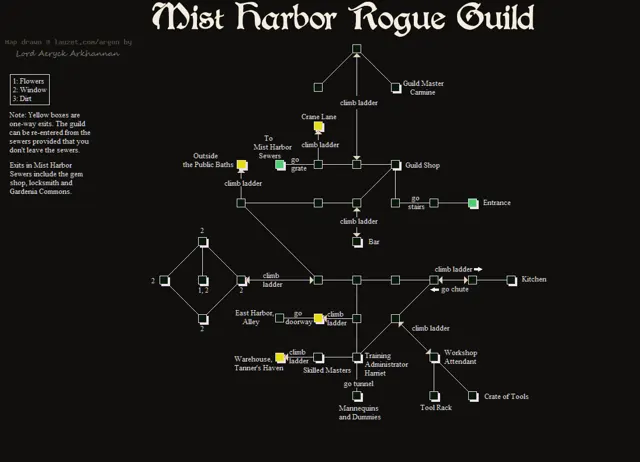 Mist Harbor Rogue Guild
Map drawn @ lauzet.com/argon by
Lord Aeryck Arkhannan
1: Flowers
2: Window
3: Dirt
Note: Yellow boxes are
one-way exits. The guild
can be re-entered from the
sewers provided that you
don't leave the sewers.
Exits in Mist Harbor
Sewers include the gem
shop, locksmith and
Gardenia Commons.
Guild Master
Carmine
climb ladder
Crane Lane
climb ladder
To
Mist Harbor
Sewers
go
grate
Outside
the Public Baths
climb ladder
Guild Shop
go
stairs
Entrance
climb ladder
Bar
2
2
1, 2
2
2
climb
ladder
climb ladder
go chute
Kitchen
East Harbor,
Alley
go
doorway
climb
ladder
climb ladder
Warehouse,
Tanner's Haven
climb
ladder
Skilled Masters
Training
Administrator
Harriet
Workshop
Attendant
go tunnel
Mannequins
and Dummies
Tool Rack
Crate of Tools